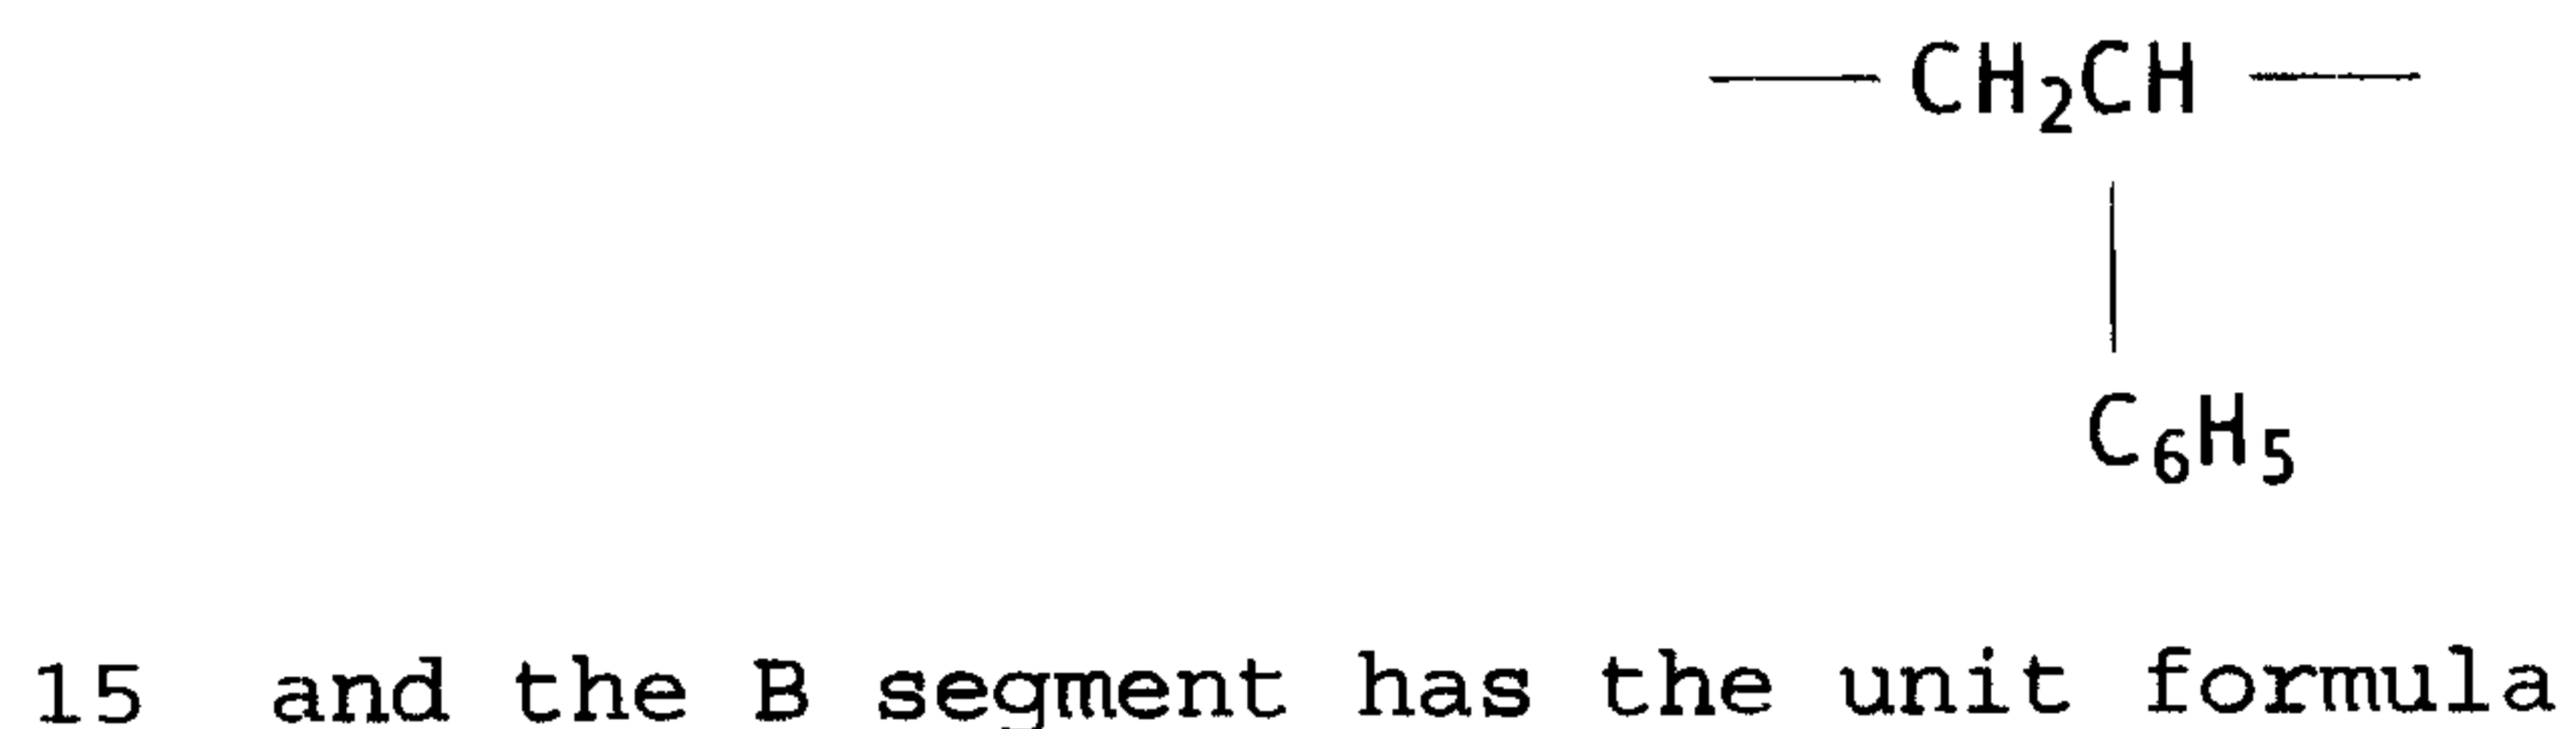 CH₂CH
C₆H₅
15 and the B segment has the unit formula